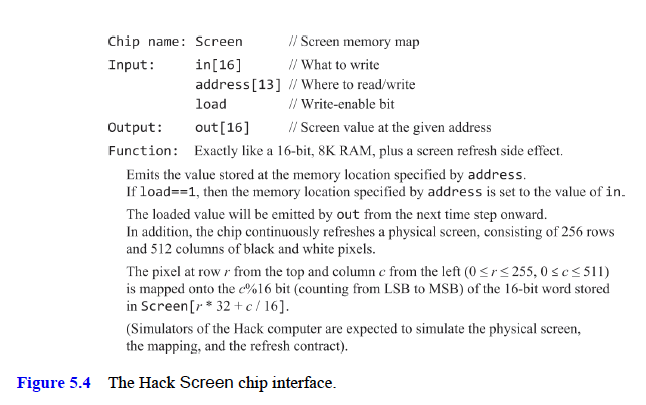 Chip name: Screen // Screen memory map
Input: in[16] // What to write
address[13] // Where to read/write
load // Write-enable bit
Output: out[16] // Screen value at the given address
Function: Exactly like a 16-bit, 8K RAM, plus a screen refresh side effect.
Emits the value stored at the memory location specified by address.
If load==1, then the memory location specified by address is set to the value of in.
The loaded value will be emitted by out from the next time step onward.
In addition, the chip continuously refreshes a physical screen, consisting of 256 rows
and 512 columns of black and white pixels.
The pixel at row r from the top and column c from the left (0 ≤ r ≤ 255, 0 ≤ c ≤ 511)
is mapped onto the c%16 bit (counting from LSB to MSB) of the 16-bit word stored
in Screen[r * 32 + c / 16].
(Simulators of the Hack computer are expected to simulate the physical screen,
the mapping, and the refresh contract).
Figure 5.4 The Hack Screen chip interface.